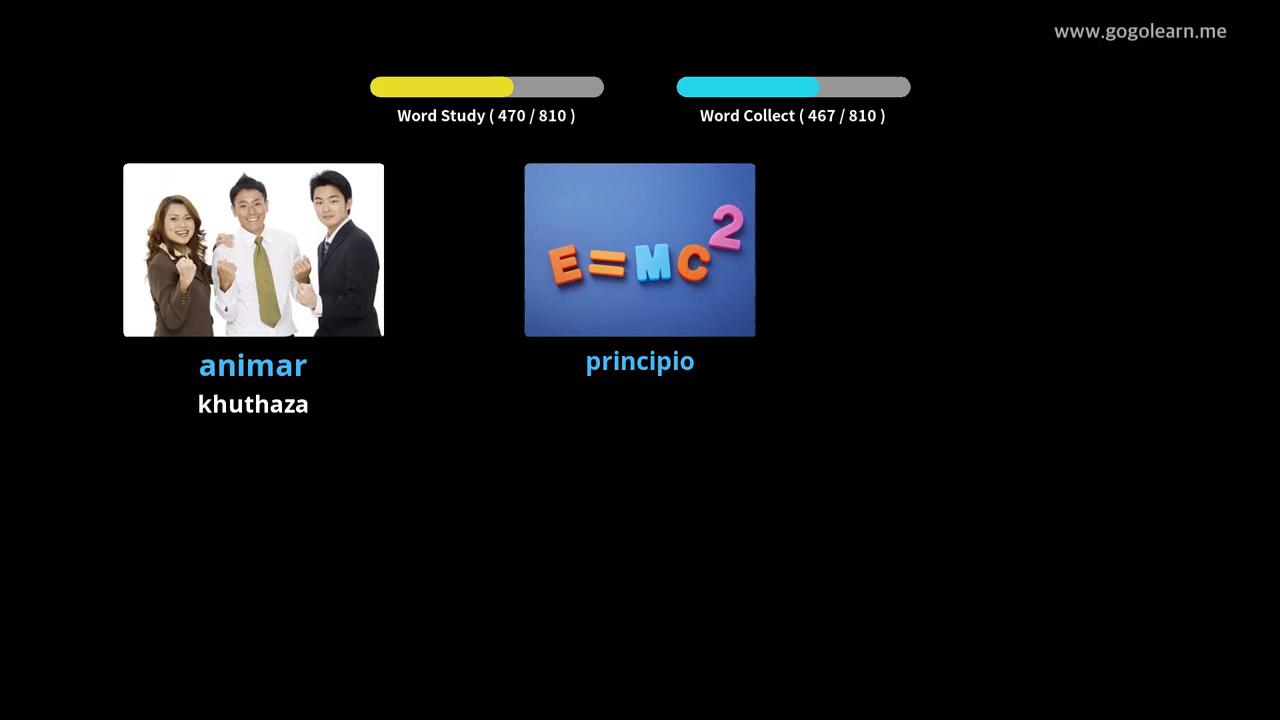 www.gogolearn.me
Word Study ( 470 / 810 )
Word Collect ( 467 / 810 )
E=MC2
animar
khuthaza
principio